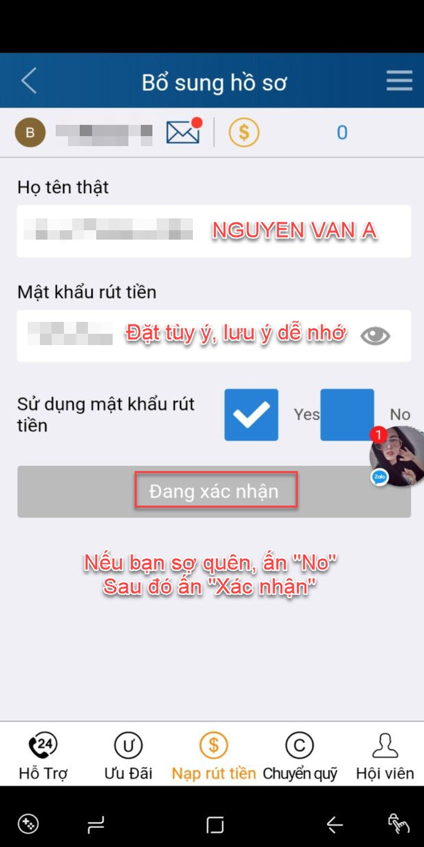 Bổ sung hồ sơ
B
$
0
Họ tên thật
NGUYEN VAN A
Mật khẩu rút tiền
Đặt tùy ý, lưu ý dễ nhớ
Sử dụng mật khẩu rút
tiền
Yes
No
1
Zalo
Đang xác nhận
Nếu bạn sợ quên, ấn "No"
Sau đó ấn "Xác nhận"
24 Ư $ C
Hỗ Trợ Ưu Đãi Nạp rút tiền Chuyển quỹ Hội viên